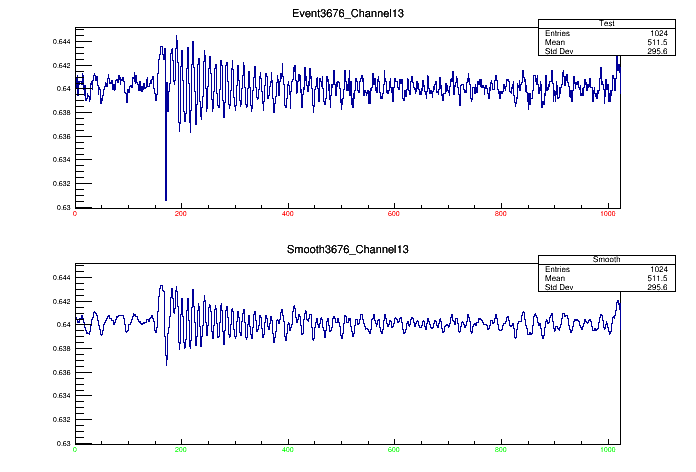 Event3676_Channel13
Test
Entries 1024
Mean 511.5
Std Dev 295.6
0.644
0.642
0.64
0.638
0.636
0.634
0.632
0.63
0 200 400 600 800 1000
Smooth3676_Channel13
Smooth
Entries 1024
Mean 511.5
Std Dev 295.6
0.644
0.642
0.64
0.638
0.636
0.634
0.632
0.63
0 200 400 600 800 1000